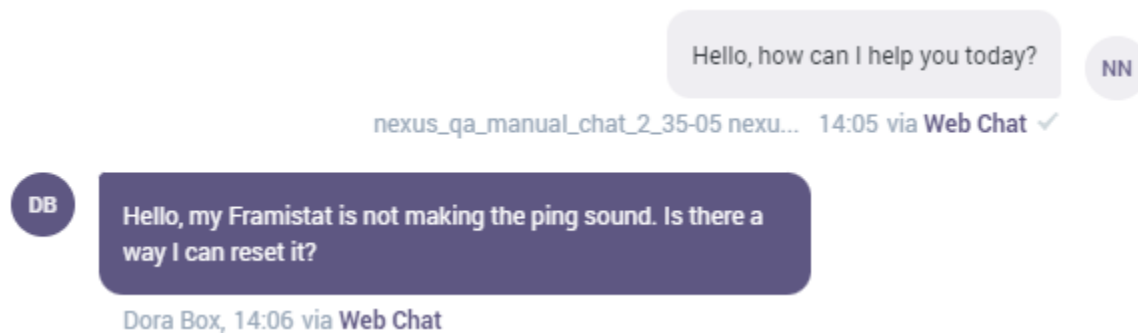 Hello, how can I help you today?
NN
nexus_qa_manual_chat_2_35-05 nexu... 14:05 via Web Chat
DB
Hello, my Framistat is not making the ping sound. Is there a
way I can reset it?
Dora Box, 14:06 via Web Chat